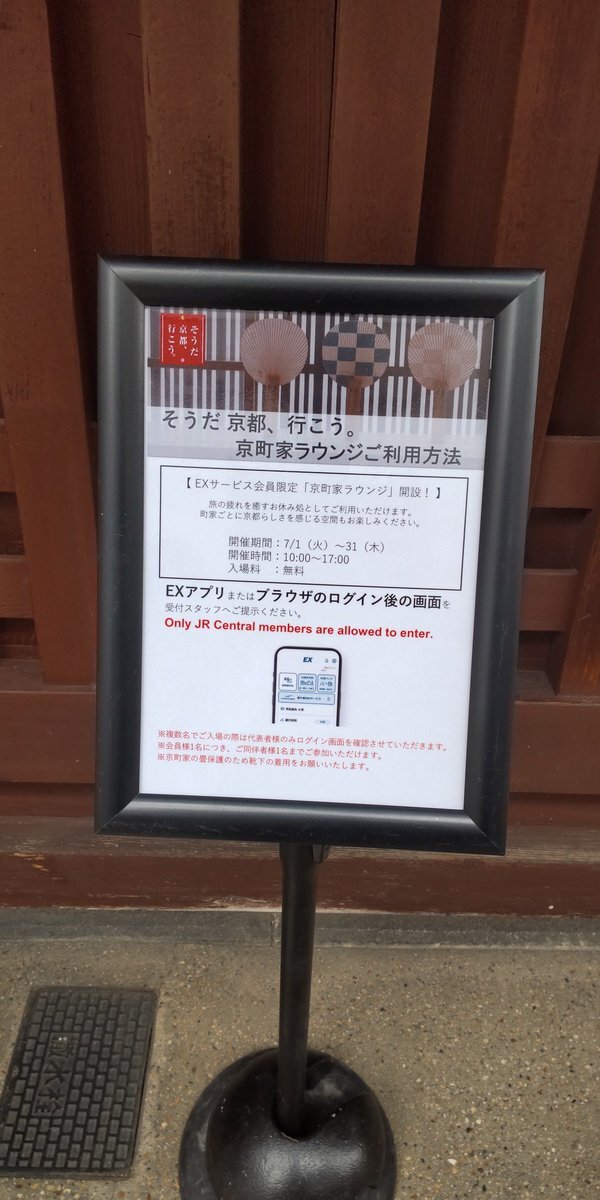 そうだ
京都、
行こう。
そうだ 京都、行こう。
京町家ラウンジご利用方法
【 EXサービス会員限定「京町家ラウンジ」開設！ 】
旅の疲れを癒すお休み処としてご利用いただけます。
町家ごとに京都らしさを感じる空間もお楽しみください。
開催期間：7/1（火）～31（木）
開催時間：10:00～17:00
入場料　：無料
EXアプリまたはブラウザのログイン後の画面を
受付スタッフへご提示ください。
Only JR Central members are allowed to enter.
EX
※複数名でご入場の際は代表者様のみログイン画面を確認させていただきます。
※会員様1名につき、ご同伴者様1名までご参加いただけます。
※京町家の畳保護のため靴下の着用をお願いいたします。